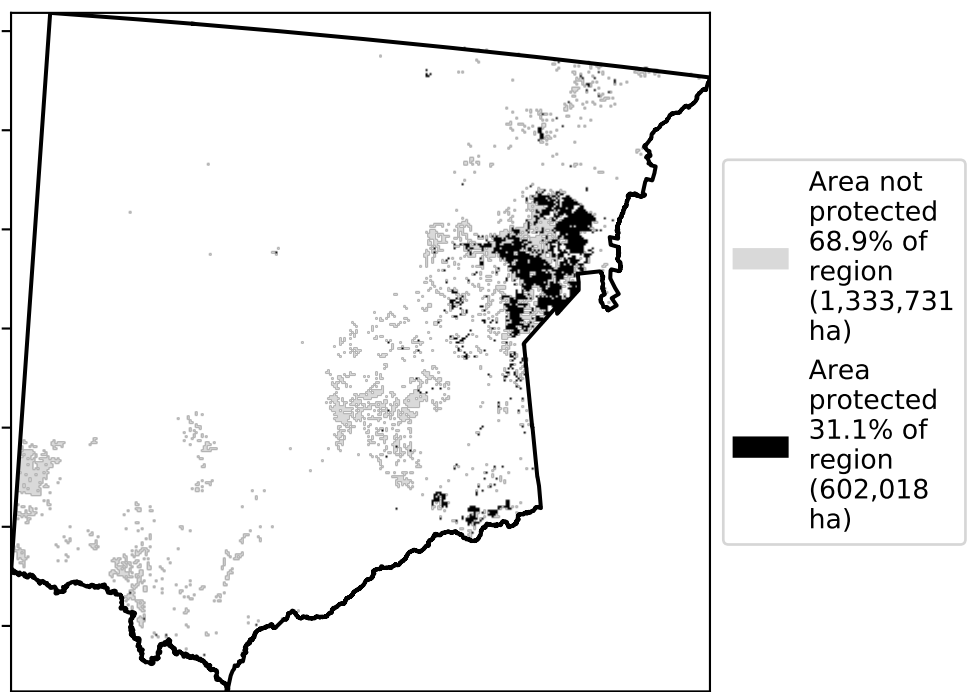 Area not
protected
68.9% of
region
(1,333,731
ha)
Area
protected
31.1% of
region
(602,018
ha)